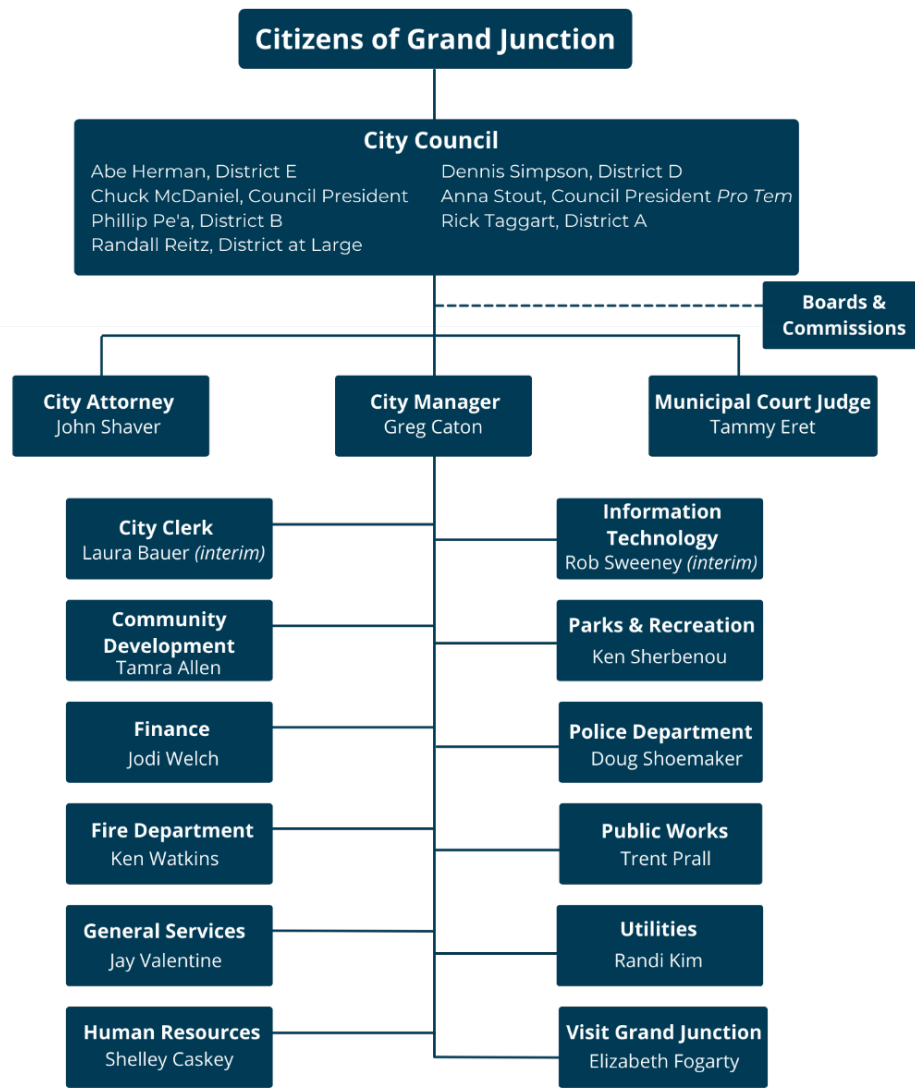 Citizens of Grand Junction
City Council
Abe Herman, District E
Chuck McDaniel, Council President
Phillip Pe'a, District B
Randall Reitz, District at Large
Dennis Simpson, District D
Anna Stout, Council President Pro Tem
Rick Taggart, District A
Boards &
Commissions
City Attorney
John Shaver
City Manager
Greg Caton
Municipal Court Judge
Tammy Eret
City Clerk
Laura Bauer (interim)
Information
Technology
Rob Sweeney (interim)
Community
Development
Tamra Allen
Parks & Recreation
Ken Sherbenou
Finance
Jodi Welch
Police Department
Doug Shoemaker
Fire Department
Ken Watkins
Public Works
Trent Prall
General Services
Jay Valentine
Utilities
Randi Kim
Human Resources
Shelley Caskey
Visit Grand Junction
Elizabeth Fogarty